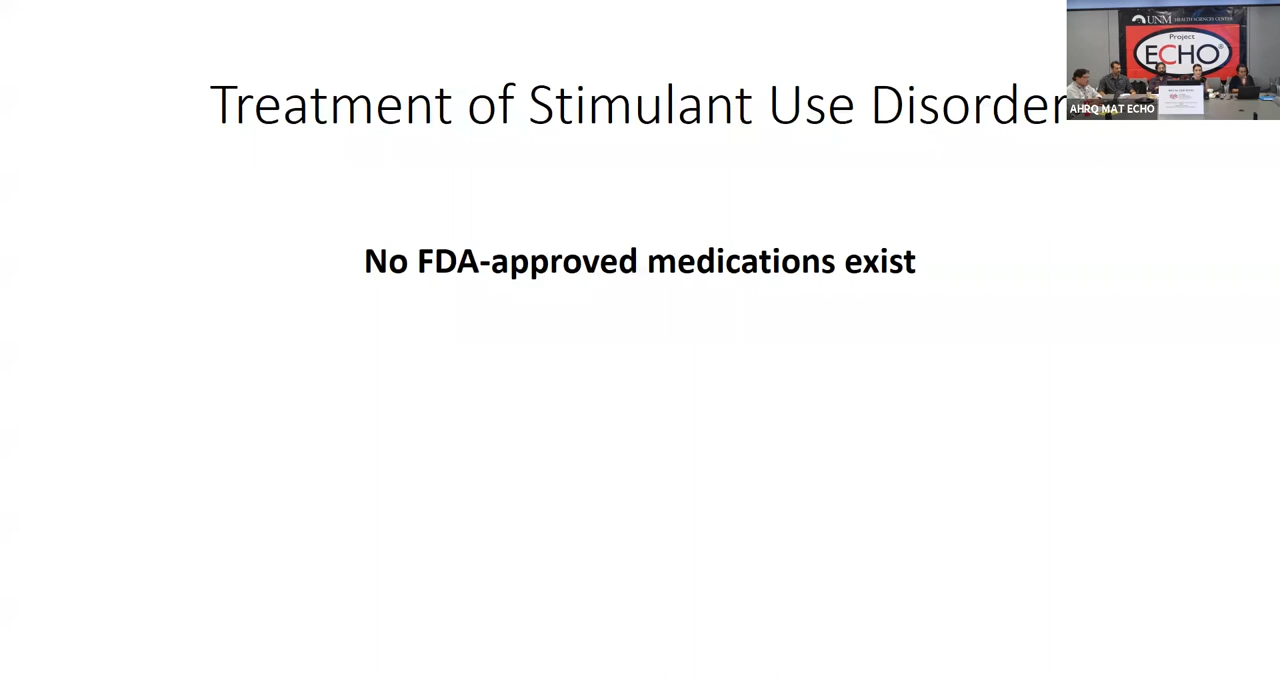 Treatment of Stimulant Use Disorder
No FDA-approved medications exist
UNM HEALTH SCIENCES CENTER
Project
ECHO®
AHRQ MAT ECHO